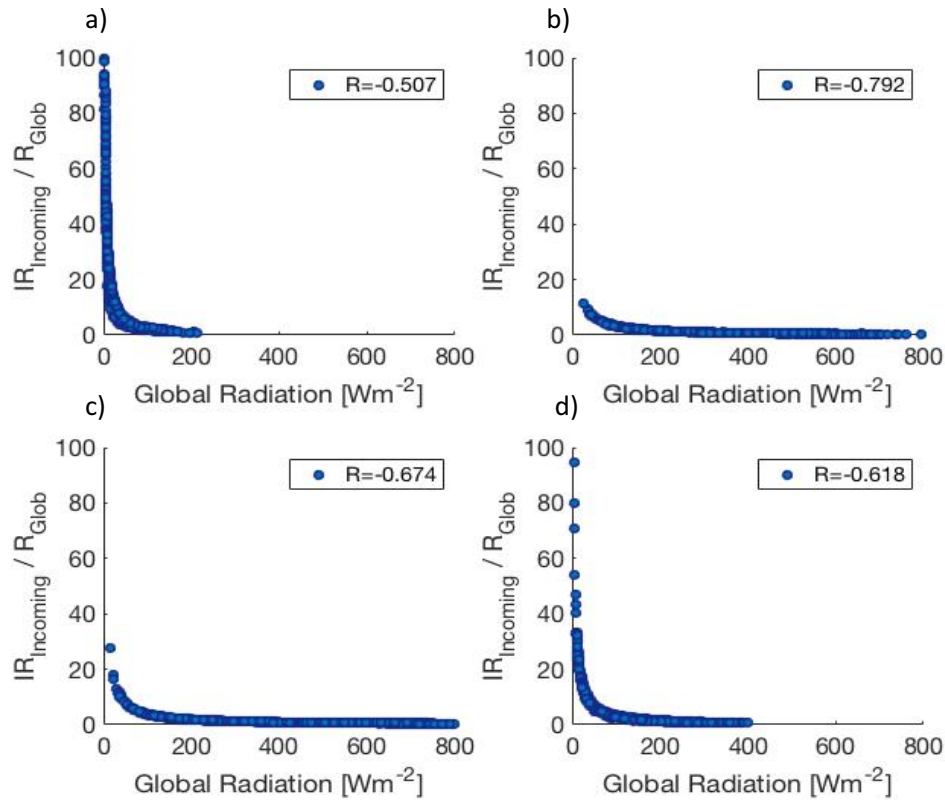 a)
100
80
60
40
20
0
IR_Incoming / R_Glob
R=-0.507
0 200 400 600 800
Global Radiation [Wm⁻²]
b)
100
80
60
40
20
0
IR_Incoming / R_Glob
R=-0.792
0 200 400 600 800
Global Radiation [Wm⁻²]
c)
100
80
60
40
20
0
IR_Incoming / R_Glob
R=-0.674
0 200 400 600 800
Global Radiation [Wm⁻²]
d)
100
80
60
40
20
0
IR_Incoming / R_Glob
R=-0.618
0 200 400 600 800
Global Radiation [Wm⁻²]